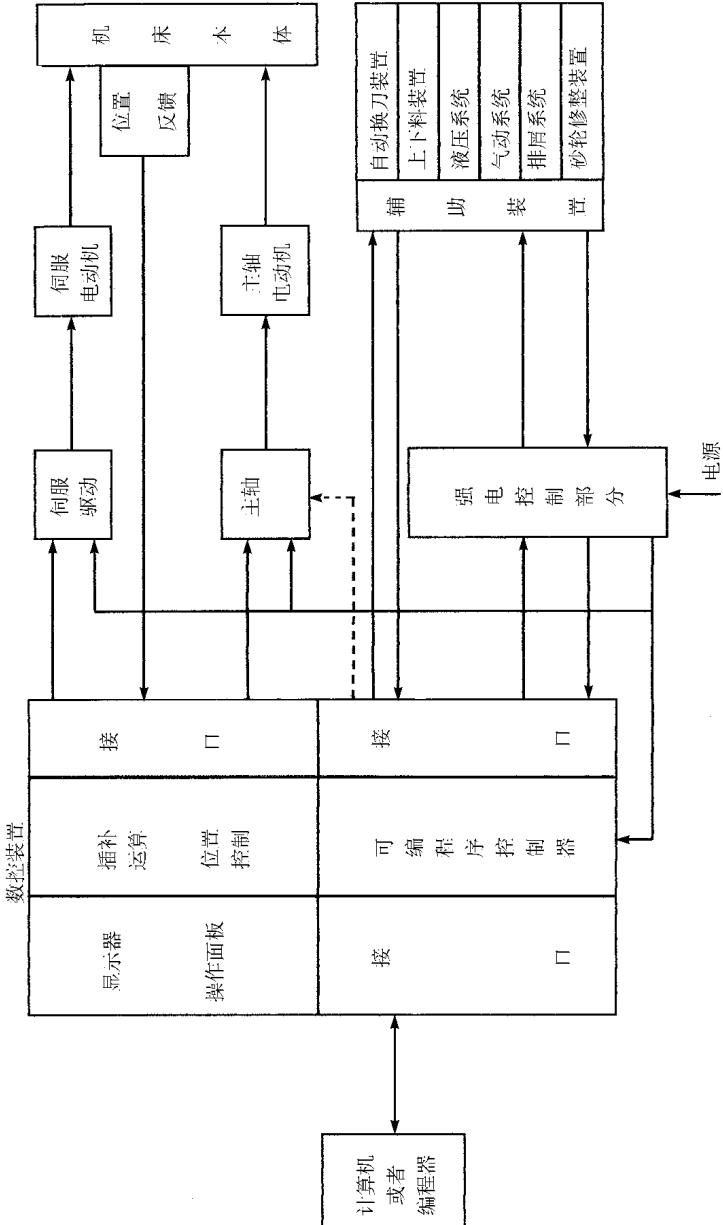 数控装置
显示器
操作面板
插补
运算
位置
控制
接口
接口
可编程序控制器
接口
计算机
或者
编程器
伺服
驱动
伺服
电动机
主轴
主轴
电动机
机床本体
位置
反馈
强电控制部分
电源
辅助装置
自动换刀装置
上下料装置
液压系统
气动系统
排屑系统
砂轮修整装置